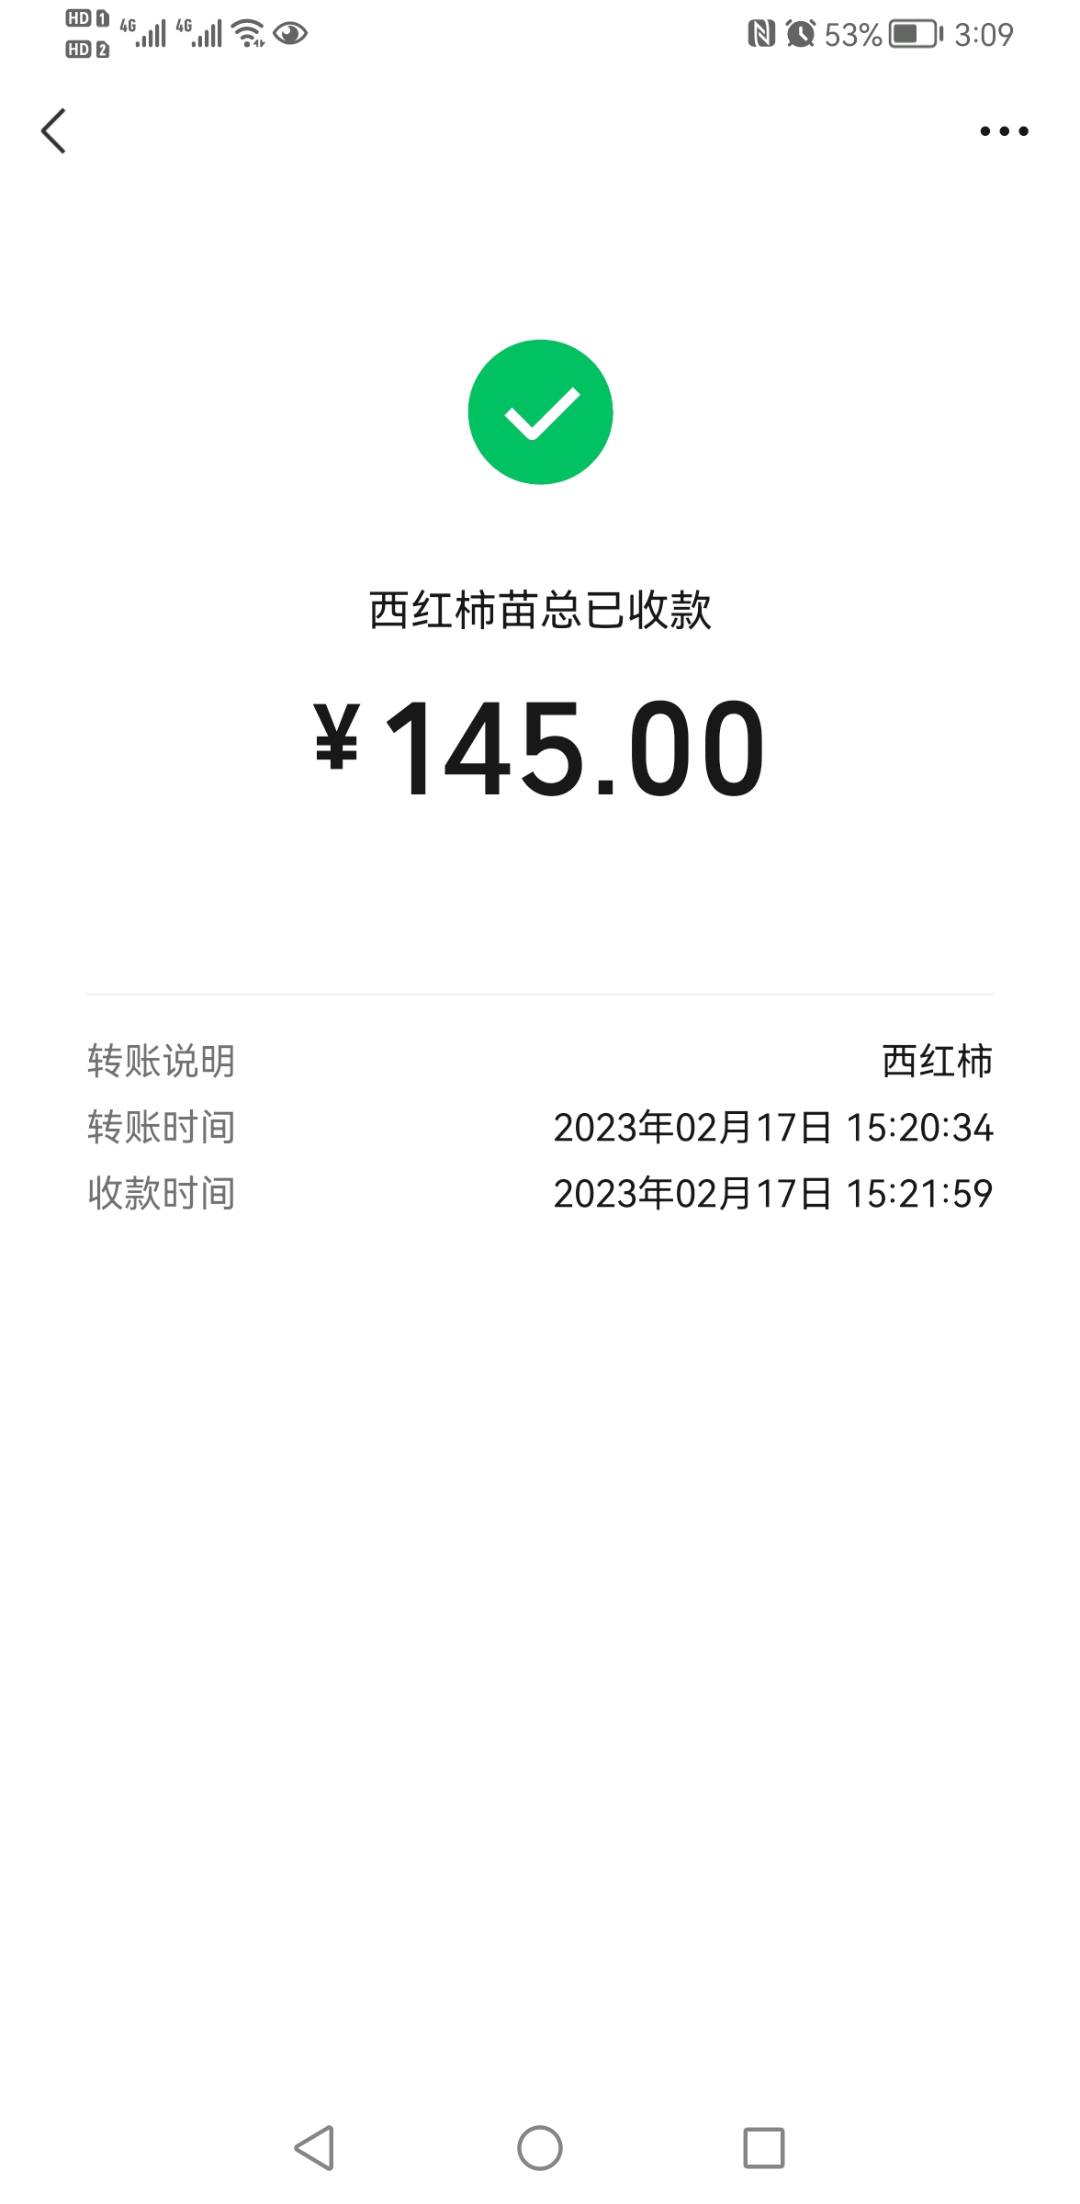 HD 1 4G 4G 53% 3:09
HD 2
西红柿苗总已收款
¥145.00
转账说明 西红柿
转账时间 2023年02月17日 15:20:34
收款时间 2023年02月17日 15:21:59